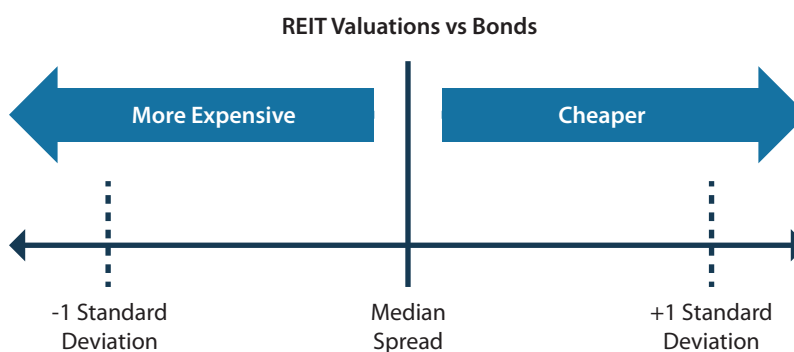 REIT Valuations vs Bonds
More Expensive
Cheaper
-1 Standard
Deviation
Median
Spread
+1 Standard
Deviation